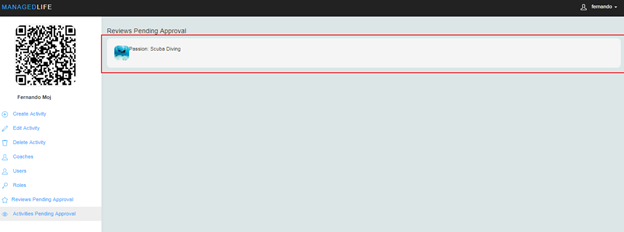 MANAGEDLIFE
fernando
Fernando Moj
Create Activity
Edit Activity
Delete Activity
Coaches
Users
Roles
Reviews Pending Approval
Activities Pending Approval
Reviews Pending Approval
Passion: Scuba Diving